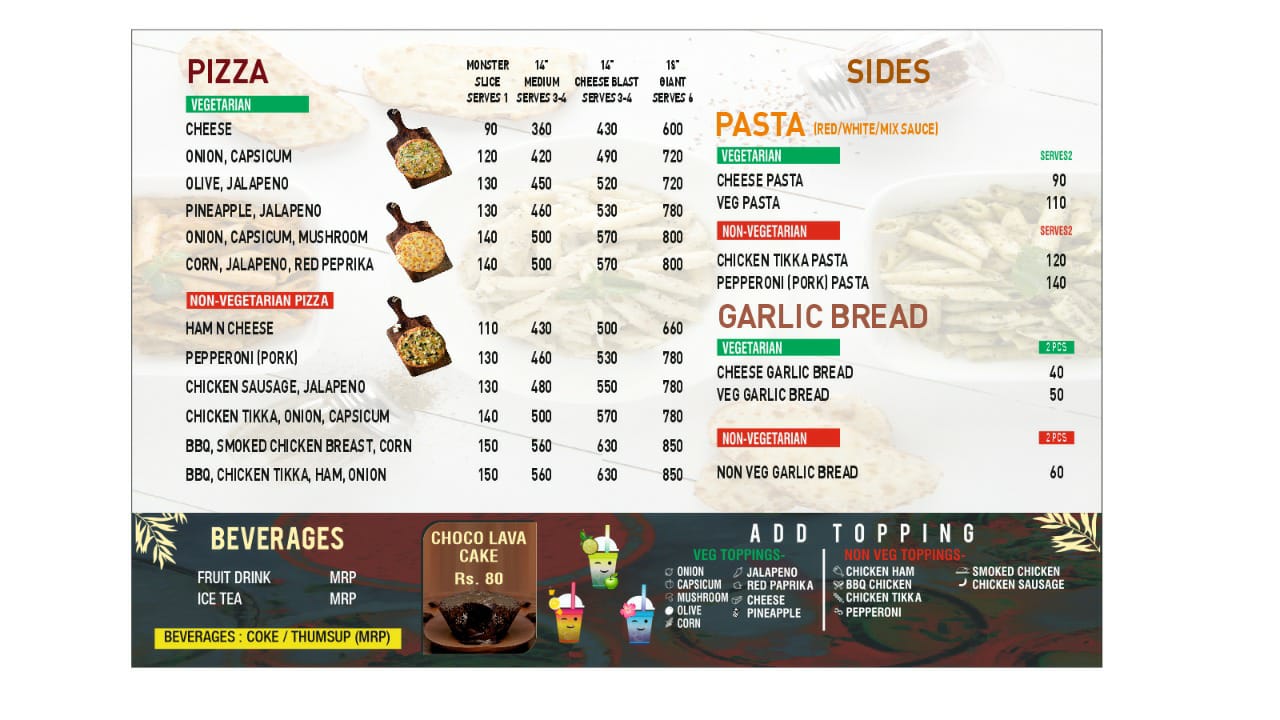 PIZZA
MONSTER SLICE SERVES 1
14" MEDIUM SERVES 3-4
14" CHEESE BLAST SERVES 3-4
18" GIANT SERVES 6
VEGETARIAN
CHEESE 90 360 430 600
ONION, CAPSICUM 120 420 490 720
OLIVE, JALAPENO 130 450 520 720
PINEAPPLE, JALAPENO 130 460 530 780
ONION, CAPSICUM, MUSHROOM 140 500 570 800
CORN, JALAPENO, RED PEPRIKA 140 500 570 800
NON-VEGETARIAN PIZZA
HAM N CHEESE 110 430 500 660
PEPPERONI (PORK) 130 460 530 780
CHICKEN SAUSAGE, JALAPENO 130 480 550 780
CHICKEN TIKKA, ONION, CAPSICUM 140 500 570 780
BBQ, SMOKED CHICKEN BREAST, CORN 150 560 630 850
BBQ, CHICKEN TIKKA, HAM, ONION 150 560 630 850
SIDES
PASTA (RED/WHITE/MIX SAUCE)
VEGETARIAN SERVES2
CHEESE PASTA 90
VEG PASTA 110
NON-VEGETARIAN SERVES2
CHICKEN TIKKA PASTA 120
PEPPERONI (PORK) PASTA 140
GARLIC BREAD
VEGETARIAN 2 PCS
CHEESE GARLIC BREAD 40
VEG GARLIC BREAD 50
NON-VEGETARIAN 2 PCS
NON VEG GARLIC BREAD 60
BEVERAGES
FRUIT DRINK MRP
ICE TEA MRP
BEVERAGES : COKE / THUMSUP (MRP)
CHOCO LAVA
CAKE
Rs. 80
ADD TOPPING
VEG TOPPINGS-
ONION
CAPSICUM
MUSHROOM
OLIVE
CORN
JALAPENO
RED PAPRIKA
CHEESE
PINEAPPLE
NON VEG TOPPINGS-
CHICKEN HAM
BBQ CHICKEN
CHICKEN TIKKA
PEPPERONI
SMOKED CHICKEN
CHICKEN SAUSAGE